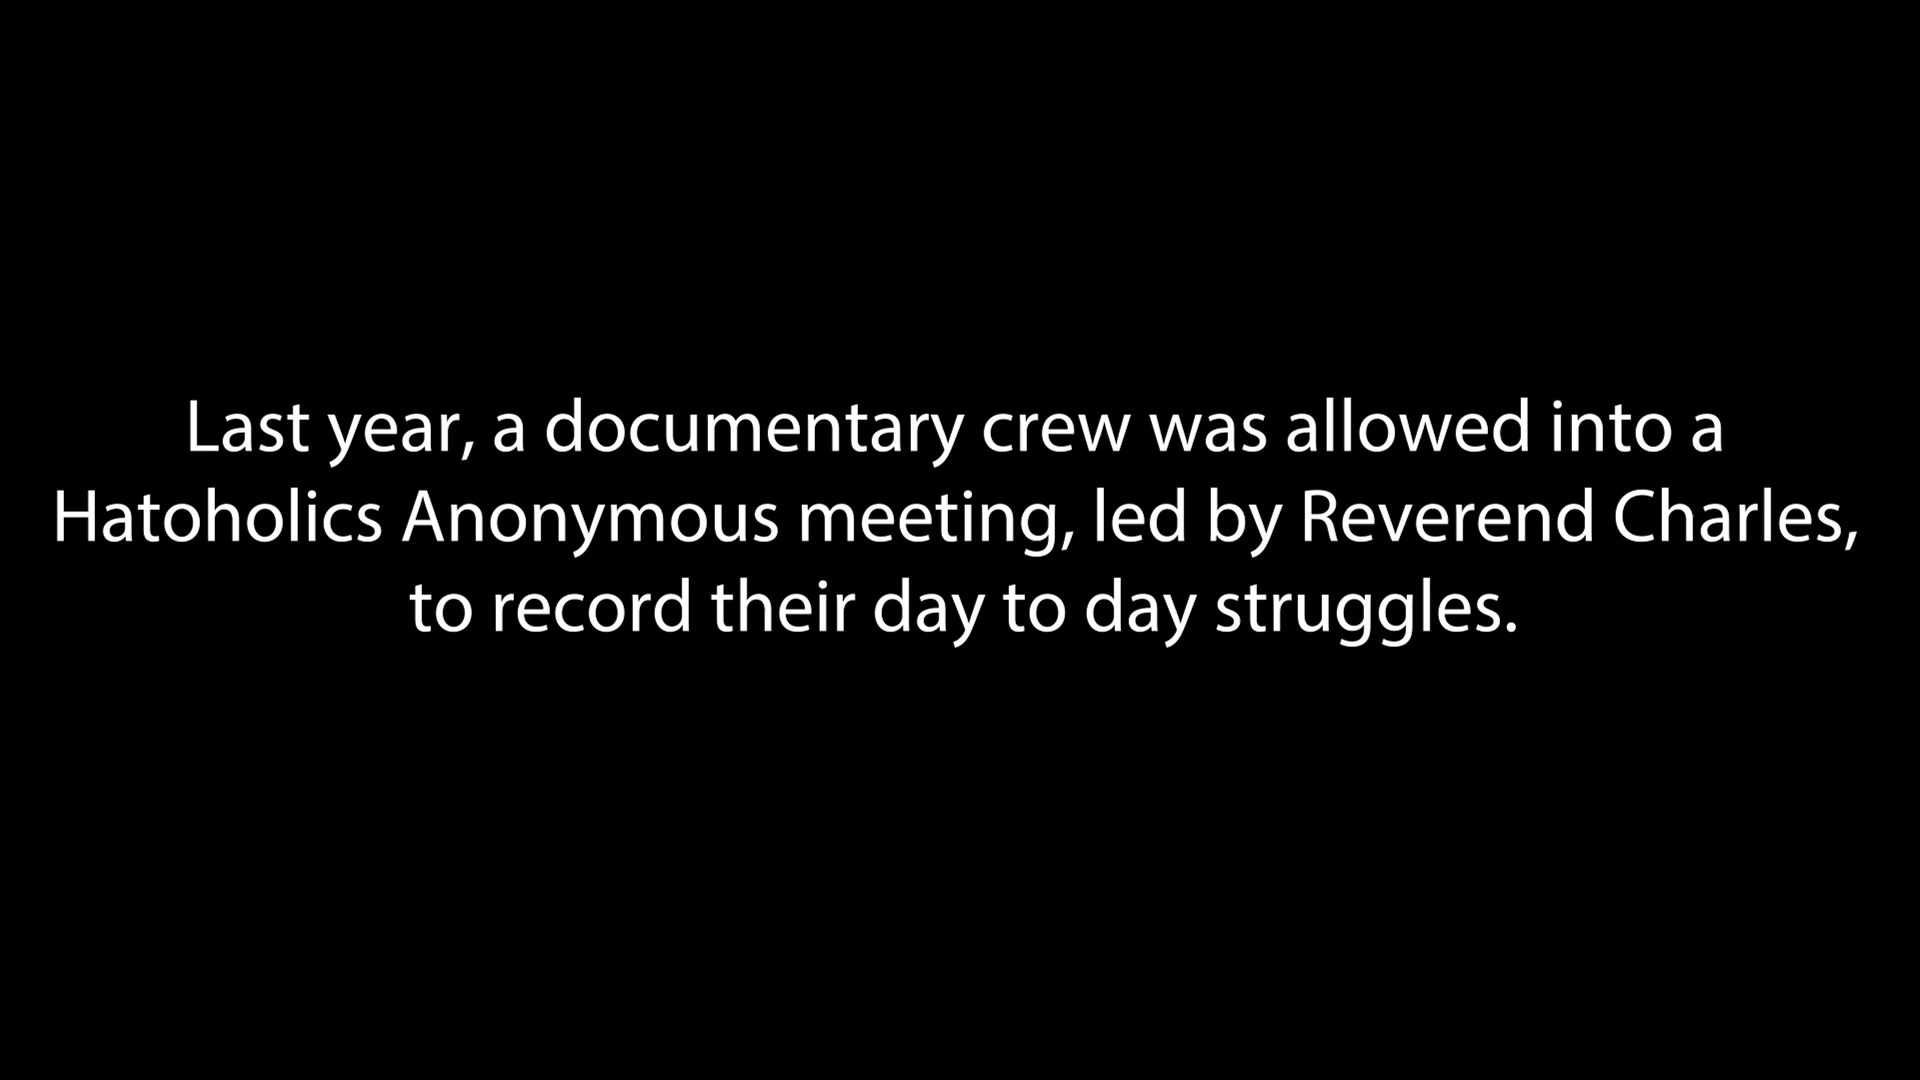 Last year, a documentary crew was allowed into a
Hatoholics Anonymous meeting, led by Reverend Charles,
to record their day to day struggles.